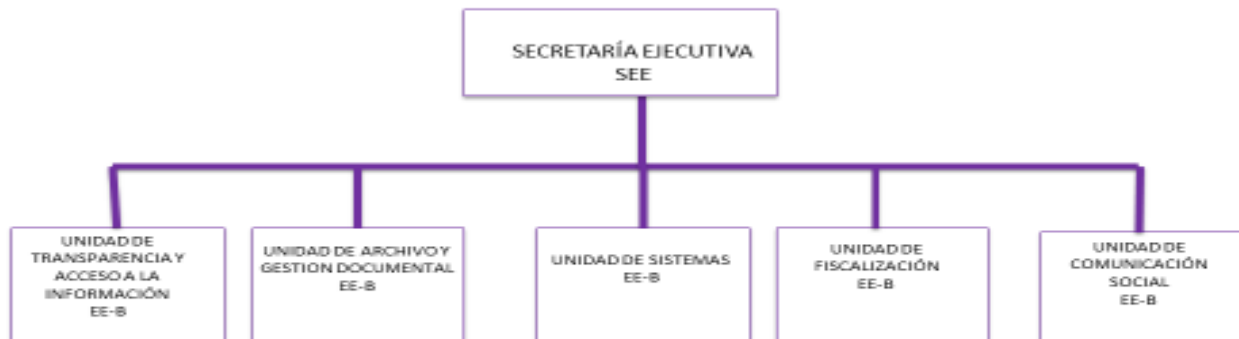 SECRETARÍA EJECUTIVA
SEE
UNIDAD DE
TRANSPARENCIA Y
ACCESO A LA
INFORMACIÓN
EE-B
UNIDAD DE ARCHIVO Y
GESTION DOCUMENTAL
EE-B
UNIDAD DE SISTEMAS
EE-B
UNIDAD DE
FISCALIZACIÓN
EE-B
UNIDAD DE
COMUNICACIÓN
SOCIAL
EE-B